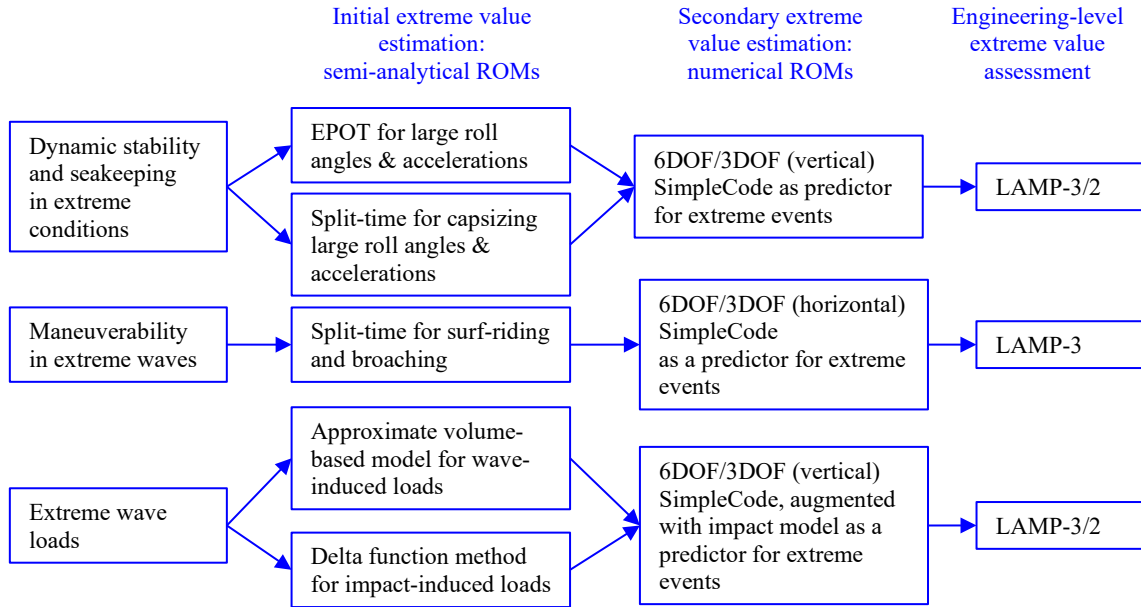 Initial extreme value
estimation:
semi-analytical ROMs
Secondary extreme
value estimation:
numerical ROMs
Engineering-level
extreme value
assessment
Dynamic stability
and seakeeping
in extreme
conditions
EPOT for large roll
angles & accelerations
Split-time for capsizing
large roll angles &
accelerations
6DOF/3DOF (vertical)
SimpleCode as predictor
for extreme events
LAMP-3/2
Maneuverability
in extreme waves
Split-time for surf-riding
and broaching
6DOF/3DOF (horizontal)
SimpleCode
as a predictor for extreme
events
LAMP-3
Extreme wave
loads
Approximate volume-
based model for wave-
induced loads
Delta function method
for impact-induced loads
6DOF/3DOF (vertical)
SimpleCode, augmented
with impact model as a
predictor for extreme
events
LAMP-3/2